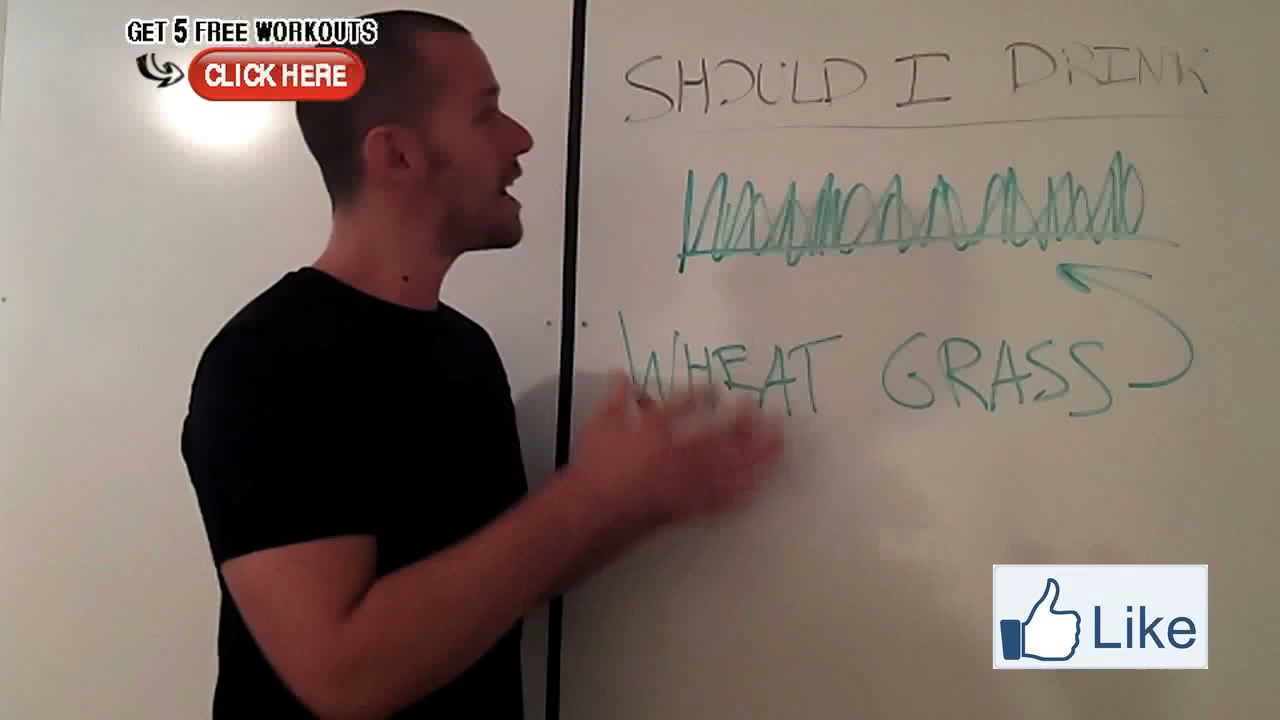 GET 5 FREE WORKOUTS
CLICK HERE
SHOULD I DRINK
WHEAT GRASS
Like